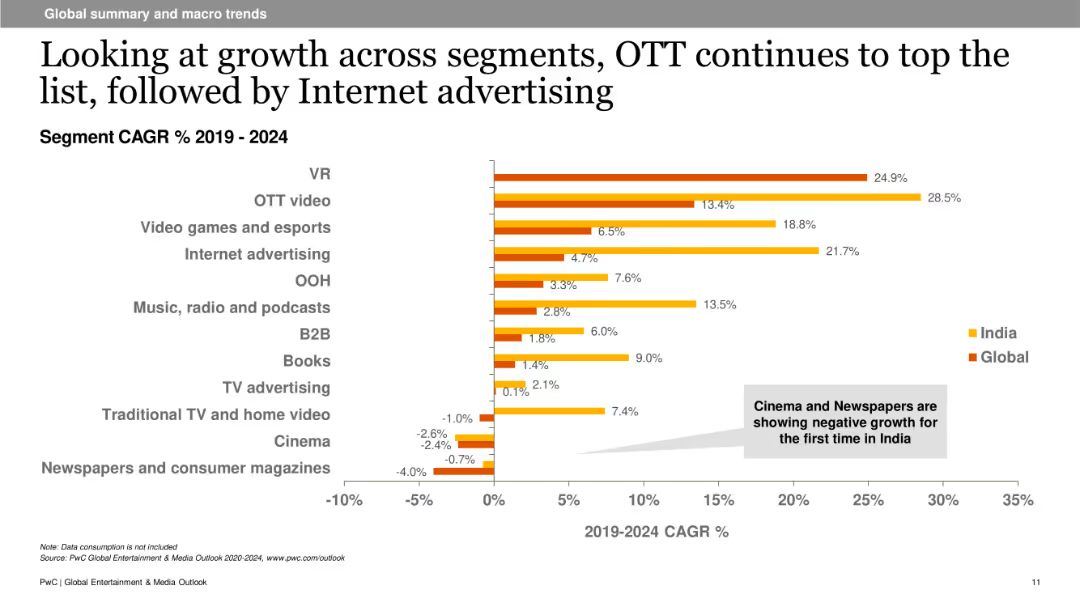 Global summary and macro trends
Looking at growth across segments, OTT continues to top the
list, followed by Internet advertising
Segment CAGR % 2019 - 2024
VR
24.9%
OTT video
28.5%
13.4%
Video games and esports
18.8%
6.5%
Internet advertising
21.7%
4.7%
OOH
7.6%
3.3%
Music, radio and podcasts
13.5%
2.8%
B2B
6.0%
1.8%
Books
9.0%
1.4%
TV advertising
2.1%
0.1%
Traditional TV and home video
7.4%
-1.0%
Cinema
-2.6%
-2.4%
Newspapers and consumer magazines
-0.7%
-4.0%
India
Global
Cinema and Newspapers are
showing negative growth for
the first time in India
-10% -5% 0% 5% 10% 15% 20% 25% 30% 35%
2019-2024 CAGR %
Note: Data consumption is not included
Source: PwC Global Entertainment & Media Outlook 2020-2024, www.pwc.com/outlook
PwC | Global Entertainment & Media Outlook
11